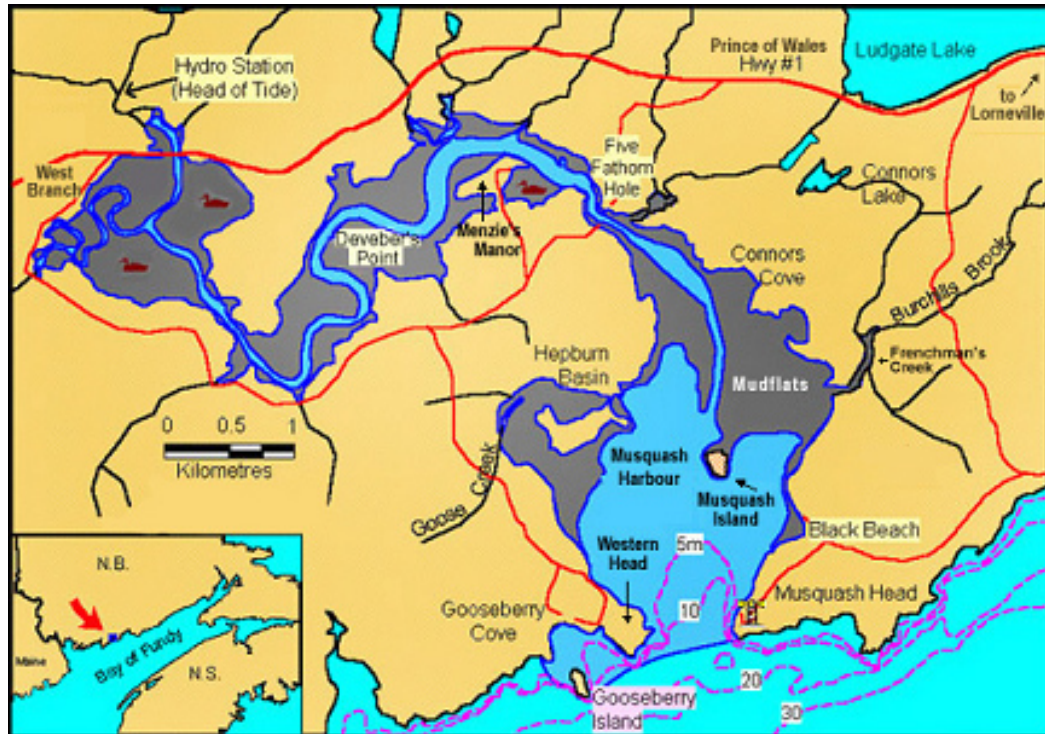 Hydro Station
(Head of Tide)
Prince of Wales
Hwy #1
Ludgate Lake
to
Lorneville
West
Branch
Five
Fathom
Hole
Connors
Lake
Menzie's
Manor
Deveber's
Point
Connors
Cove
Burchills Brook
Frenchman's
Creek
Hepburn
Basin
Mudflats
0 0.5 1
Kilometres
Goose Creek
Musquash
Harbour
Musquash
Island
Black Beach
Western
Head
5m
10
Musquash Head
Gooseberry
Cove
20
30
Gooseberry
Island
N.B.
Maine
Bay of Fundy
N.S.